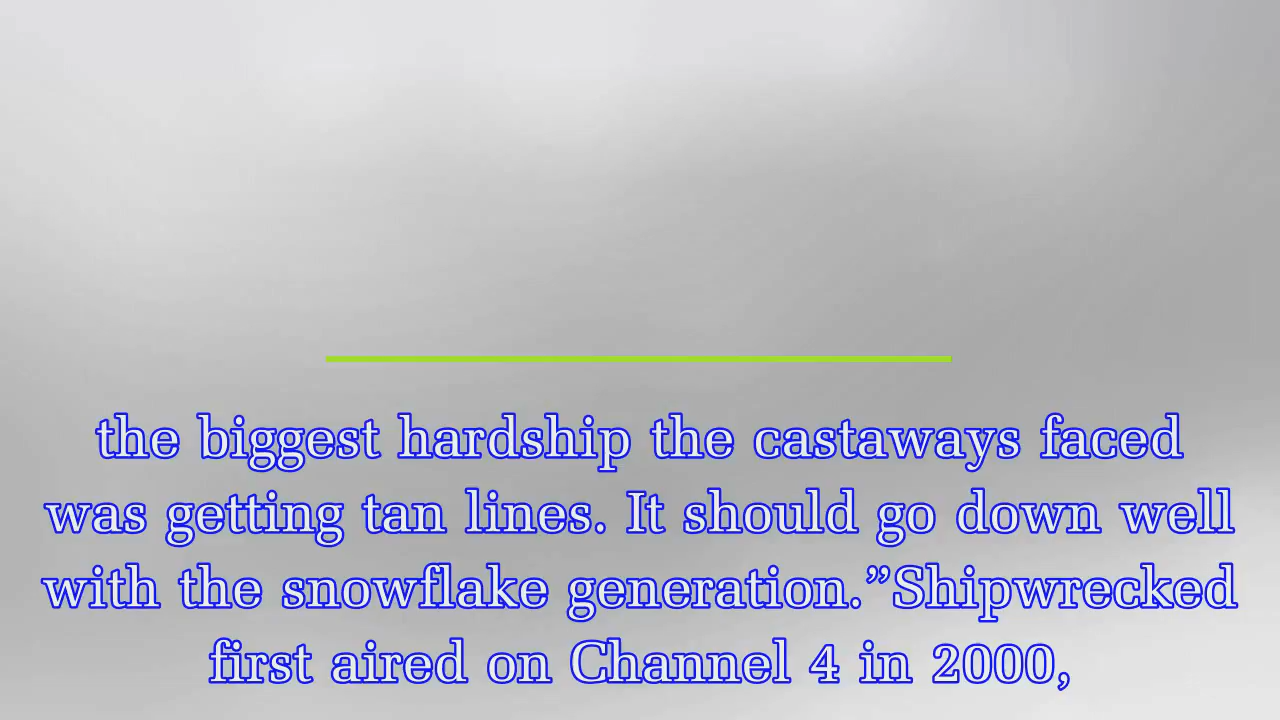 the biggest hardship the castaways faced
was getting tan lines. It should go down well
with the snowflake generation.”Shipwrecked
first aired on Channel 4 in 2000,